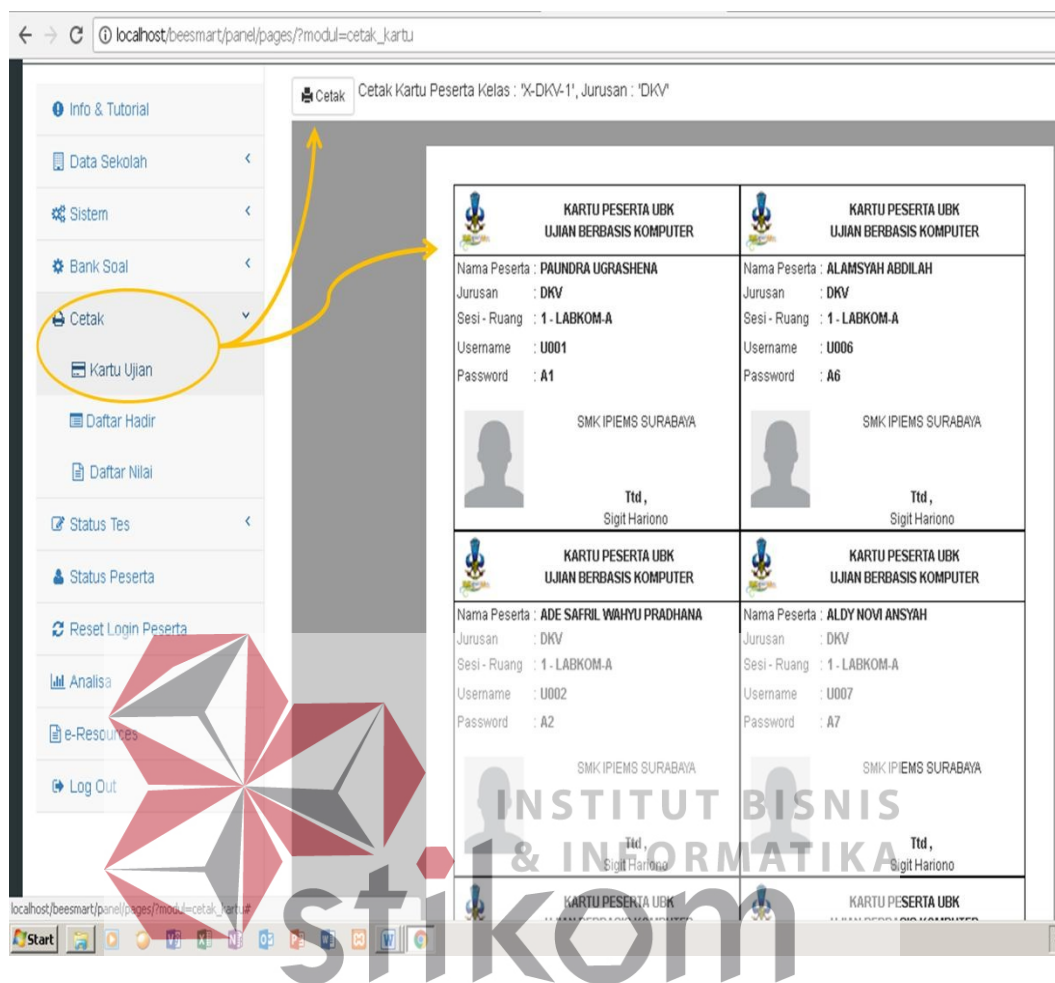 localhost/beesmart/panel/pages/?modul=cetak_kartu
Info & Tutorial
Data Sekolah
Sistem
Bank Soal
Cetak
Kartu Ujian
Daftar Hadir
Daftar Nilai
Status Tes
Status Peserta
Reset Login Peserta
Analisa
e-Resources
Log Out
Cetak Cetak Kartu Peserta Kelas : 'X-DKV-1', Jurusan : 'DKV'
KARTU PESERTA UBK
UJIAN BERBASIS KOMPUTER
Nama Peserta : PAUNDRA UGRASHENA
Jurusan : DKV
Sesi - Ruang : 1 - LABKOM-A
Username : U001
Password : A1
SMK IPIEMS SURABAYA
Ttd ,
Sigit Hariono
KARTU PESERTA UBK
UJIAN BERBASIS KOMPUTER
Nama Peserta : ALAMSYAH ABDILAH
Jurusan : DKV
Sesi - Ruang : 1 - LABKOM-A
Username : U006
Password : A6
SMK IPIEMS SURABAYA
Ttd ,
Sigit Hariono
KARTU PESERTA UBK
UJIAN BERBASIS KOMPUTER
Nama Peserta : ADE SAFRIL WAHYU PRADHANA
Jurusan : DKV
Sesi - Ruang : 1 - LABKOM-A
Username : U002
Password : A2
SMK IPIEMS SURABAYA
Ttd ,
Sigit Hariono
KARTU PESERTA UBK
UJIAN BERBASIS KOMPUTER
Nama Peserta : ALDY NOVI ANSYAH
Jurusan : DKV
Sesi - Ruang : 1 - LABKOM-A
Username : U007
Password : A7
SMK IPIEMS SURABAYA
Ttd ,
Sigit Hariono
KARTU PESERTA UBK
KARTU PESERTA UBK
INSTITUT BISNIS
& INFORMATIKA
stikom
localhost/beesmart/panel/pages/?modul=cetak_kartu#
Start